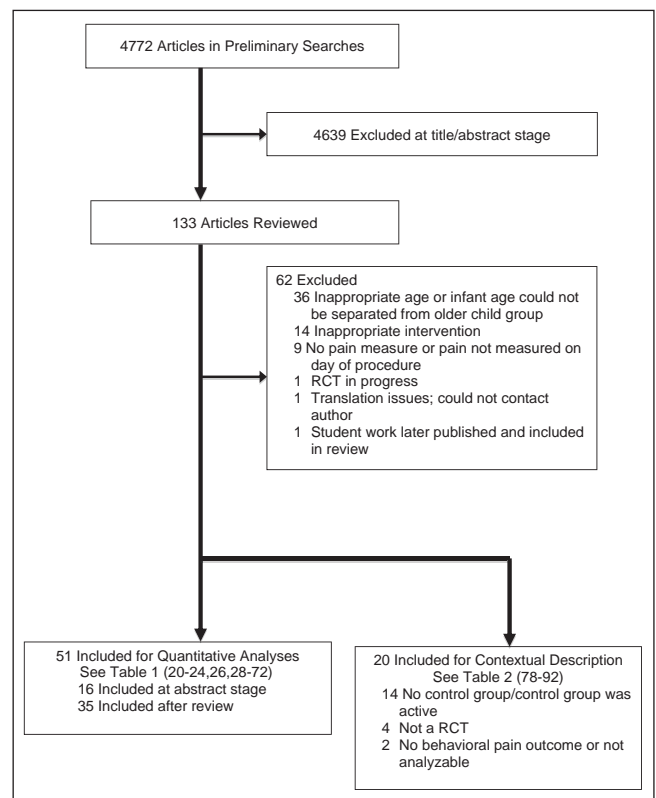 4772 Articles in Preliminary Searches
4639 Excluded at title/abstract stage
133 Articles Reviewed
62 Excluded
36 Inappropriate age or infant age could not
be separated from older child group
14 Inappropriate intervention
9 No pain measure or pain not measured on
day of procedure
1 RCT in progress
1 Translation issues; could not contact
author
1 Student work later published and included
in review
51 Included for Quantitative Analyses
See Table 1 (20-24,26,28-72)
16 Included at abstract stage
35 Included after review
20 Included for Contextual Description
See Table 2 (78-92)
14 No control group/control group was
active
4 Not a RCT
2 No behavioral pain outcome or not
analyzable